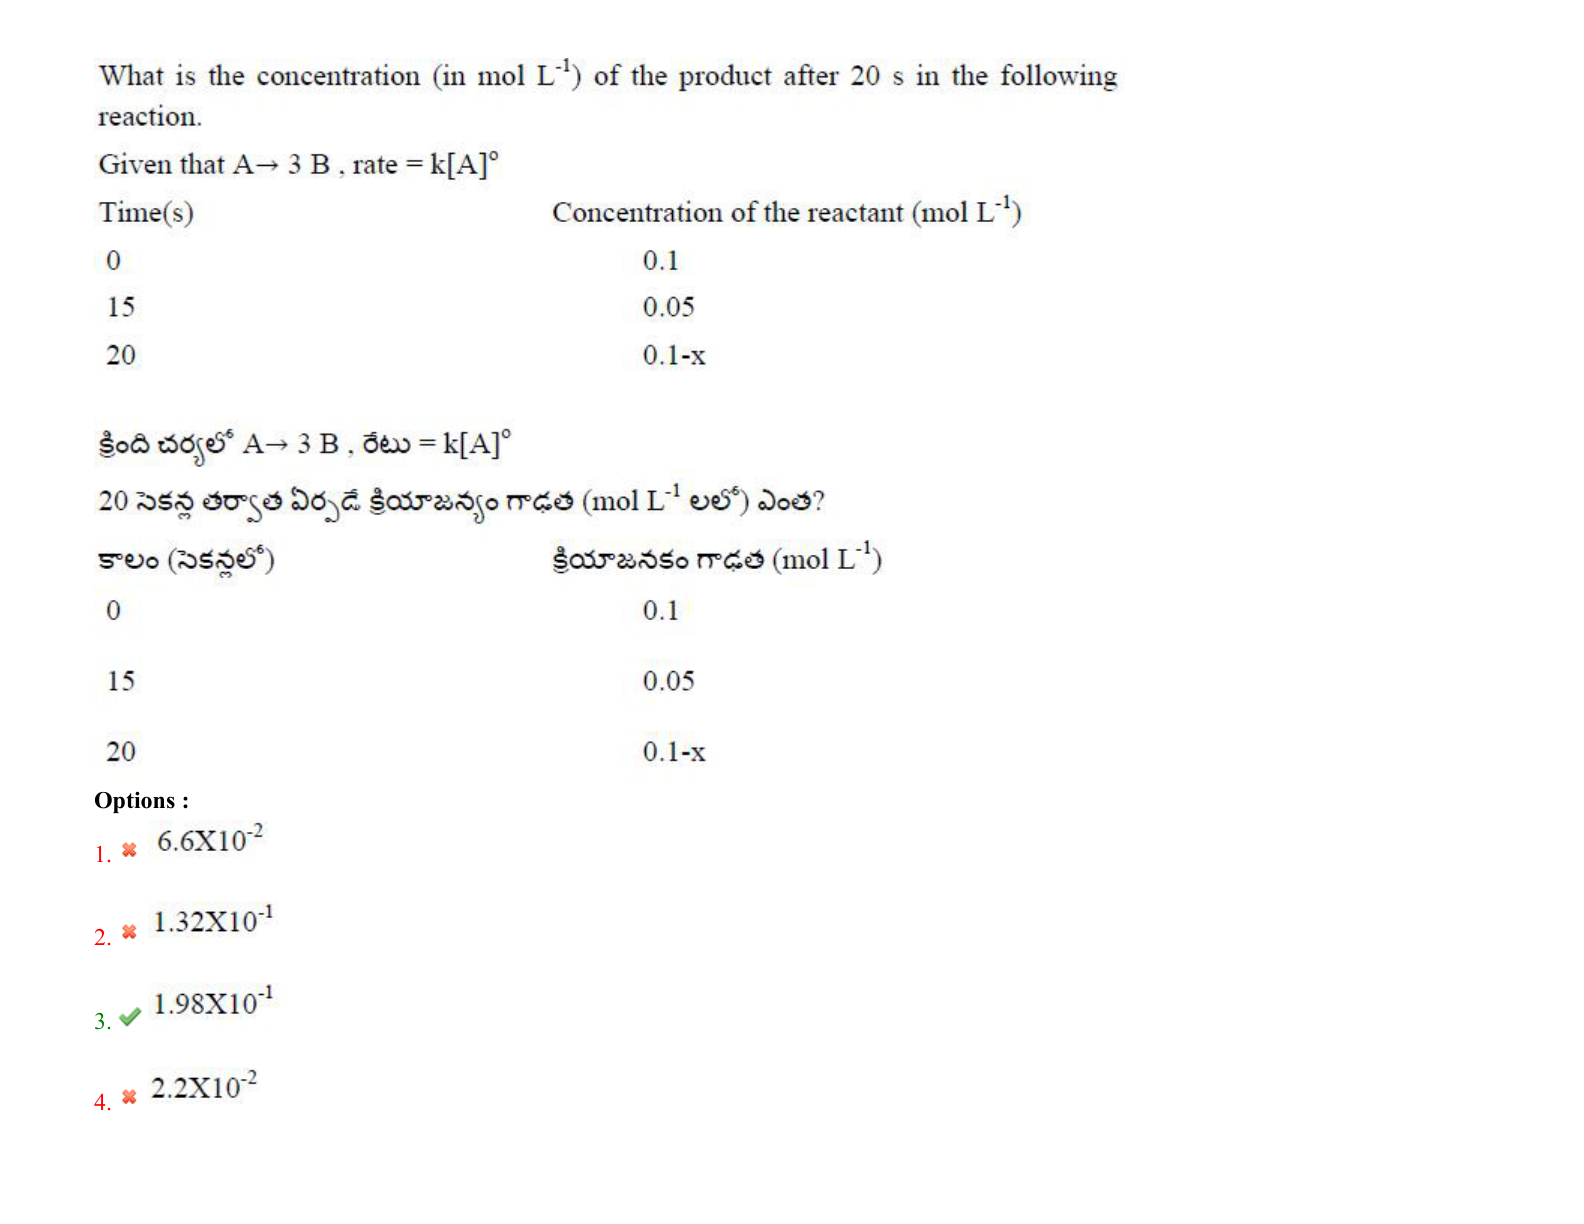 What is the concentration (in mol L⁻¹) of the product after 20 s in the following
reaction.
Given that A→ 3 B , rate = k[A]°
Time(s) Concentration of the reactant (mol L⁻¹)
0 0.1
15 0.05
20 0.1-x
క్రింది చర్యలో A→ 3 B , రేటు = k[A]°
20 సెకన్ల తర్వాత ఏర్పడే క్రియాజన్యం గాఢత (mol L⁻¹ లలో) ఎంత?
కాలం (సెకన్లలో) క్రియాజనకం గాఢత (mol L⁻¹)
0 0.1
15 0.05
20 0.1-x
Options :
1. 6.6X10⁻²
2. 1.32X10⁻¹
3. 1.98X10⁻¹
4. 2.2X10⁻²